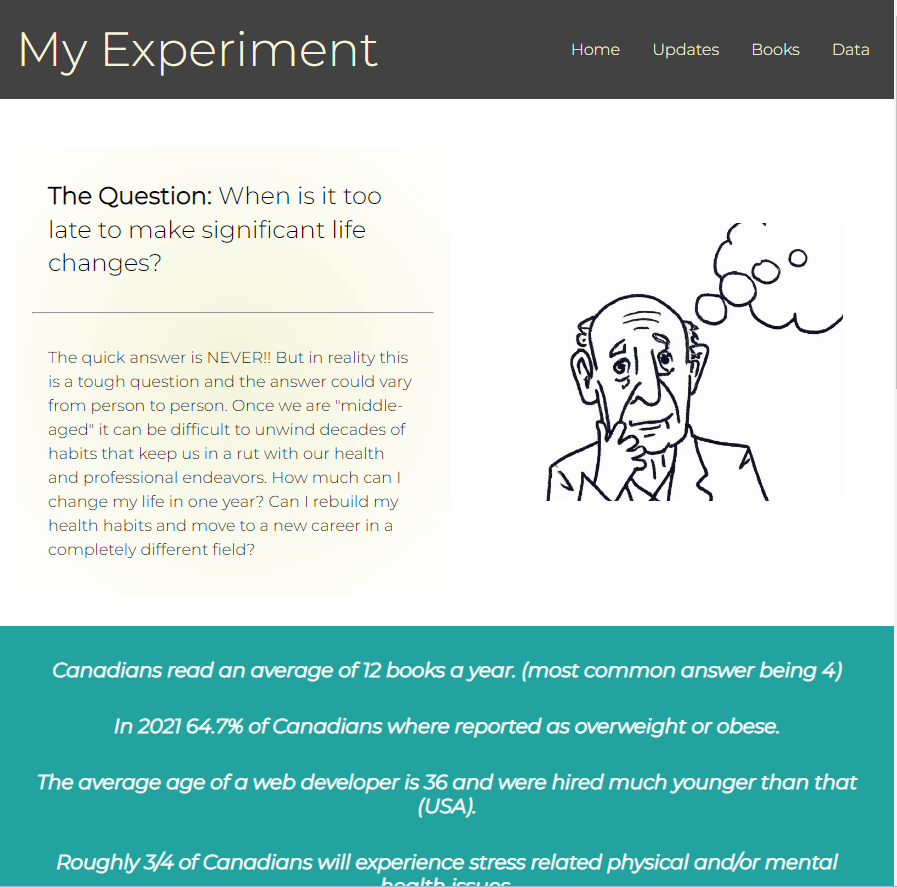 My Experiment
Home Updates Books Data
The Question: When is it too
late to make significant life
changes?
The quick answer is NEVER!! But in reality this
is a tough question and the answer could vary
from person to person. Once we are "middle-
aged" it can be difficult to unwind decades of
habits that keep us in a rut with our health
and professional endeavors. How much can I
change my life in one year? Can I rebuild my
health habits and move to a new career in a
completely different field?
Canadians read an average of 12 books a year. (most common answer being 4)
In 2021 64.7% of Canadians where reported as overweight or obese.
The average age of a web developer is 36 and were hired much younger than that
(USA).
Roughly 3/4 of Canadians will experience stress related physical and/or mental
health issues